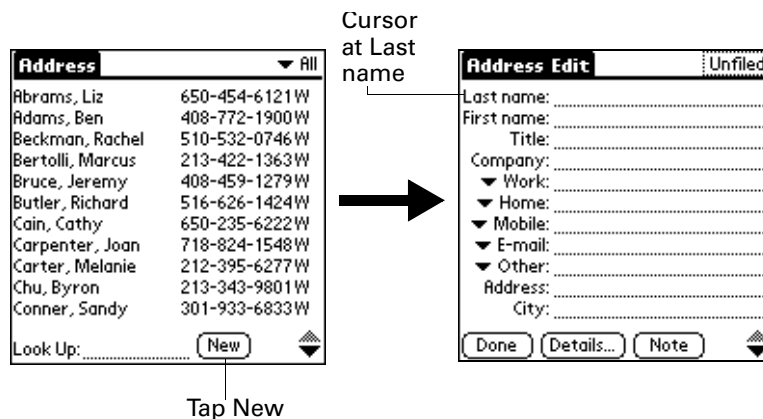 Cursor
at Last
name
Address All
Abrams, Liz 650-454-6121W
Adams, Ben 408-772-1900W
Beckman, Rachel 510-532-0746W
Bertolli, Marcus 213-422-1363W
Bruce, Jeremy 408-459-1279W
Butler, Richard 516-626-1424W
Cain, Cathy 650-235-6222W
Carpenter, Joan 718-824-1548W
Carter, Melanie 212-395-6277W
Chu, Byron 213-343-9801W
Conner, Sandy 301-933-6833W
Look Up: New
Tap New
Address Edit Unfiled
Last name:
First name:
Title:
Company:
Work:
Home:
Mobile:
E-mail:
Other:
Address:
City:
Done Details... Note